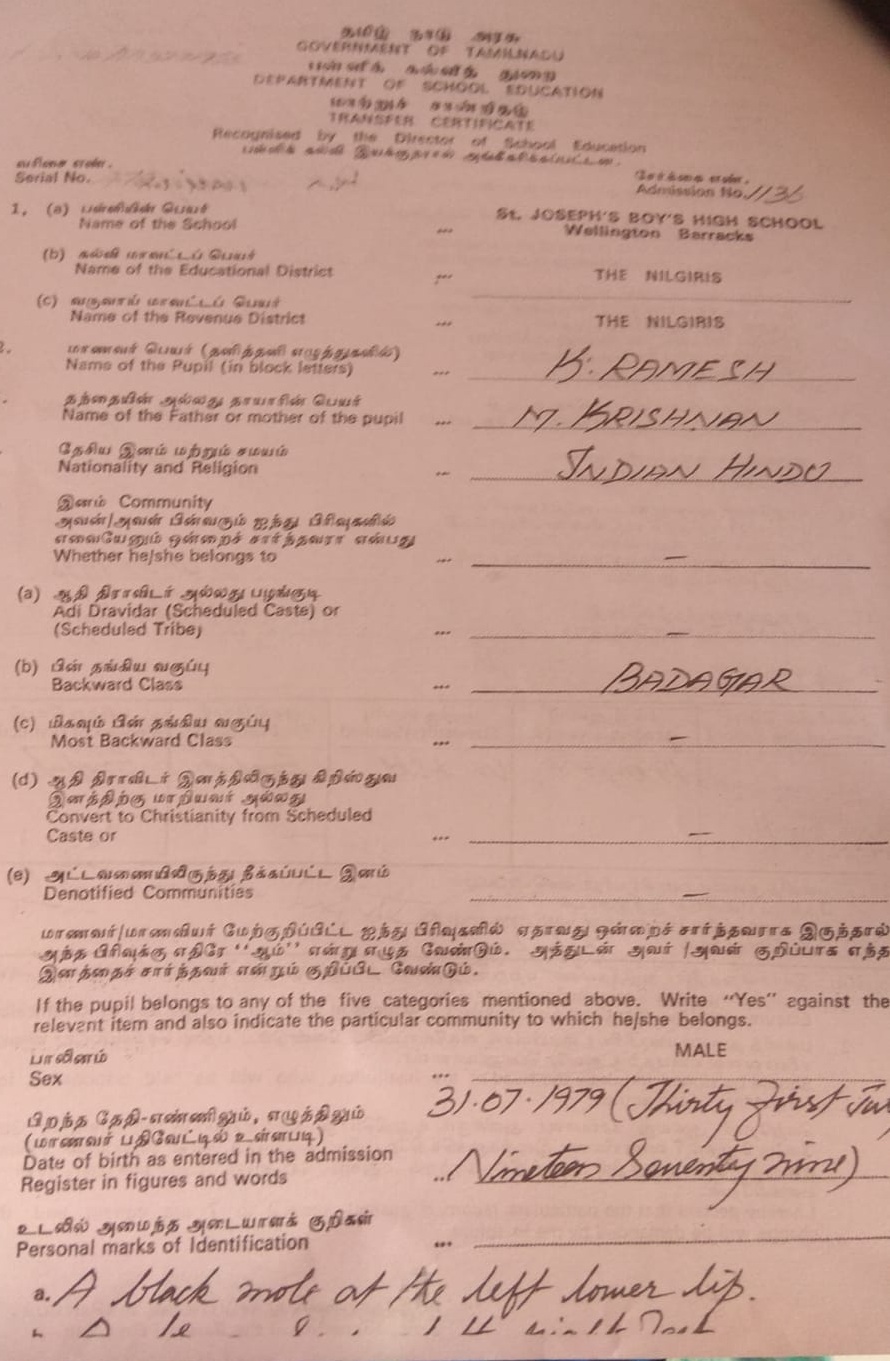 தமிழ் நாடு அரசு
GOVERNMENT OF TAMILNADU
பள்ளிக் கல்வித் துறை
DEPARTMENT OF SCHOOL EDUCATION
மாற்றுச் சான்றிதழ்
TRANSFER CERTIFICATE
Recognised by the Director of School Education
பள்ளிக் கல்வி இயக்குநரால் அங்கீகரிக்கப்பட்டன.
வரிசை எண்.
Serial No.
சேர்க்கை எண்.
Admission No. 1136
1, (a) பள்ளியின் பெயர்
Name of the School ... St. JOSEPH'S BOY'S HIGH SCHOOL
Wellington Barracks
(b) கல்வி மாவட்டப் பெயர்
Name of the Educational District ... THE NILGIRIS
(c) வருவாய் மாவட்டப் பெயர்
Name of the Revenue District ... THE NILGIRIS
மாணவர் பெயர் (தனித்தனி எழுத்துகளில்)
Name of the Pupil (in block letters) ... K. RAMESH
தந்தையின் அல்லது தாயாரின் பெயர்
Name of the Father or mother of the pupil ... M. KRISHNAN
தேசிய இனம் மற்றும் சமயம்
Nationality and Religion ... INDIAN HINDU
இனம் Community
அவன்/அவள் பின்வரும் ஐந்து பிரிவுகளில்
எவையேனும் ஒன்றைச் சார்ந்தவரா என்பது
Whether he/she belongs to ... —
(a) ஆதி திராவிடர் அல்லது பழங்குடி
Adi Dravidar (Scheduled Caste) or
(Scheduled Tribe) ... —
(b) பின் தங்கிய வகுப்பு
Backward Class ... BADAGAR
(c) மிகவும் பின் தங்கிய வகுப்பு
Most Backward Class ... —
(d) ஆதி திராவிடர் இனத்திலிருந்து கிறிஸ்துவ
இனத்திற்கு மாறியவர் அல்லது
Convert to Christianity from Scheduled
Caste or ... —
(e) அட்டவணையிலிருந்து நீக்கப்பட்ட இனம்
Denotified Communities —
மாணவர்/மாணவியர் மேற்குறிப்பிட்ட ஐந்து பிரிவுகளில் ஏதாவது ஒன்றைச் சார்ந்தவராக இருந்தால்
அந்த பிரிவுக்கு எதிரே "ஆம்" என்று எழுத வேண்டும். அத்துடன் அவர் /அவள் குறிப்பாக எந்த
இனத்தைச் சார்ந்தவர் என்றும் குறிப்பிட வேண்டும்.
If the pupil belongs to any of the five categories mentioned above. Write "Yes" against the
relevant item and also indicate the particular community to which he/she belongs.
பாலினம் MALE
Sex ...
பிறந்த தேதி-எண்ணிலும், எழுத்திலும் 31.07.1979 (Thirty First
(மாணவர் பதிவேட்டில் உள்ளபடி)
Date of birth as entered in the admission
Register in figures and words ... Nineteen Seventy nine)
உடலில் அமைந்த அடையாளக் குறிகள்
Personal marks of Identification ...
a. A black mole at the left lower lip.